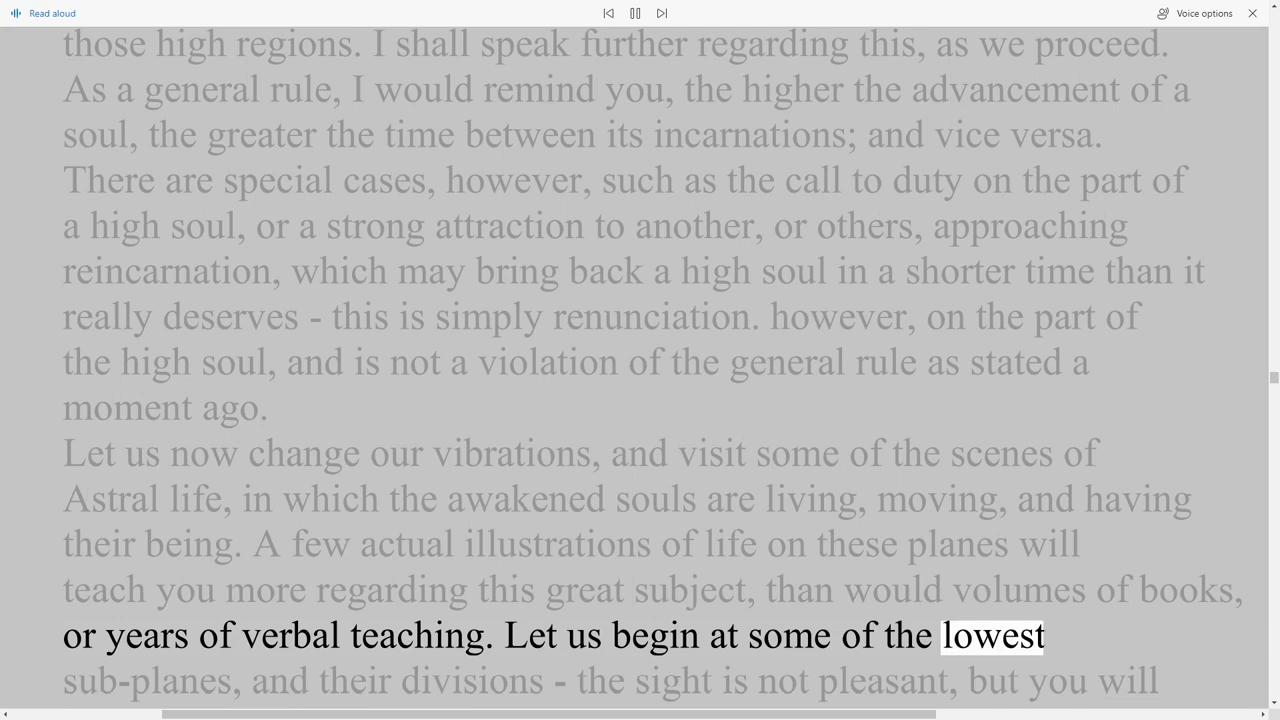 Read aloud
Voice options
those high regions. I shall speak further regarding this, as we proceed.
As a general rule, I would remind you, the higher the advancement of a
soul, the greater the time between its incarnations; and vice versa.
There are special cases, however, such as the call to duty on the part of
a high soul, or a strong attraction to another, or others, approaching
reincarnation, which may bring back a high soul in a shorter time than it
really deserves - this is simply renunciation. however, on the part of
the high soul, and is not a violation of the general rule as stated a
moment ago.
Let us now change our vibrations, and visit some of the scenes of
Astral life, in which the awakened souls are living, moving, and having
their being. A few actual illustrations of life on these planes will
teach you more regarding this great subject, than would volumes of books,
or years of verbal teaching. Let us begin at some of the lowest
sub-planes, and their divisions - the sight is not pleasant, but you will